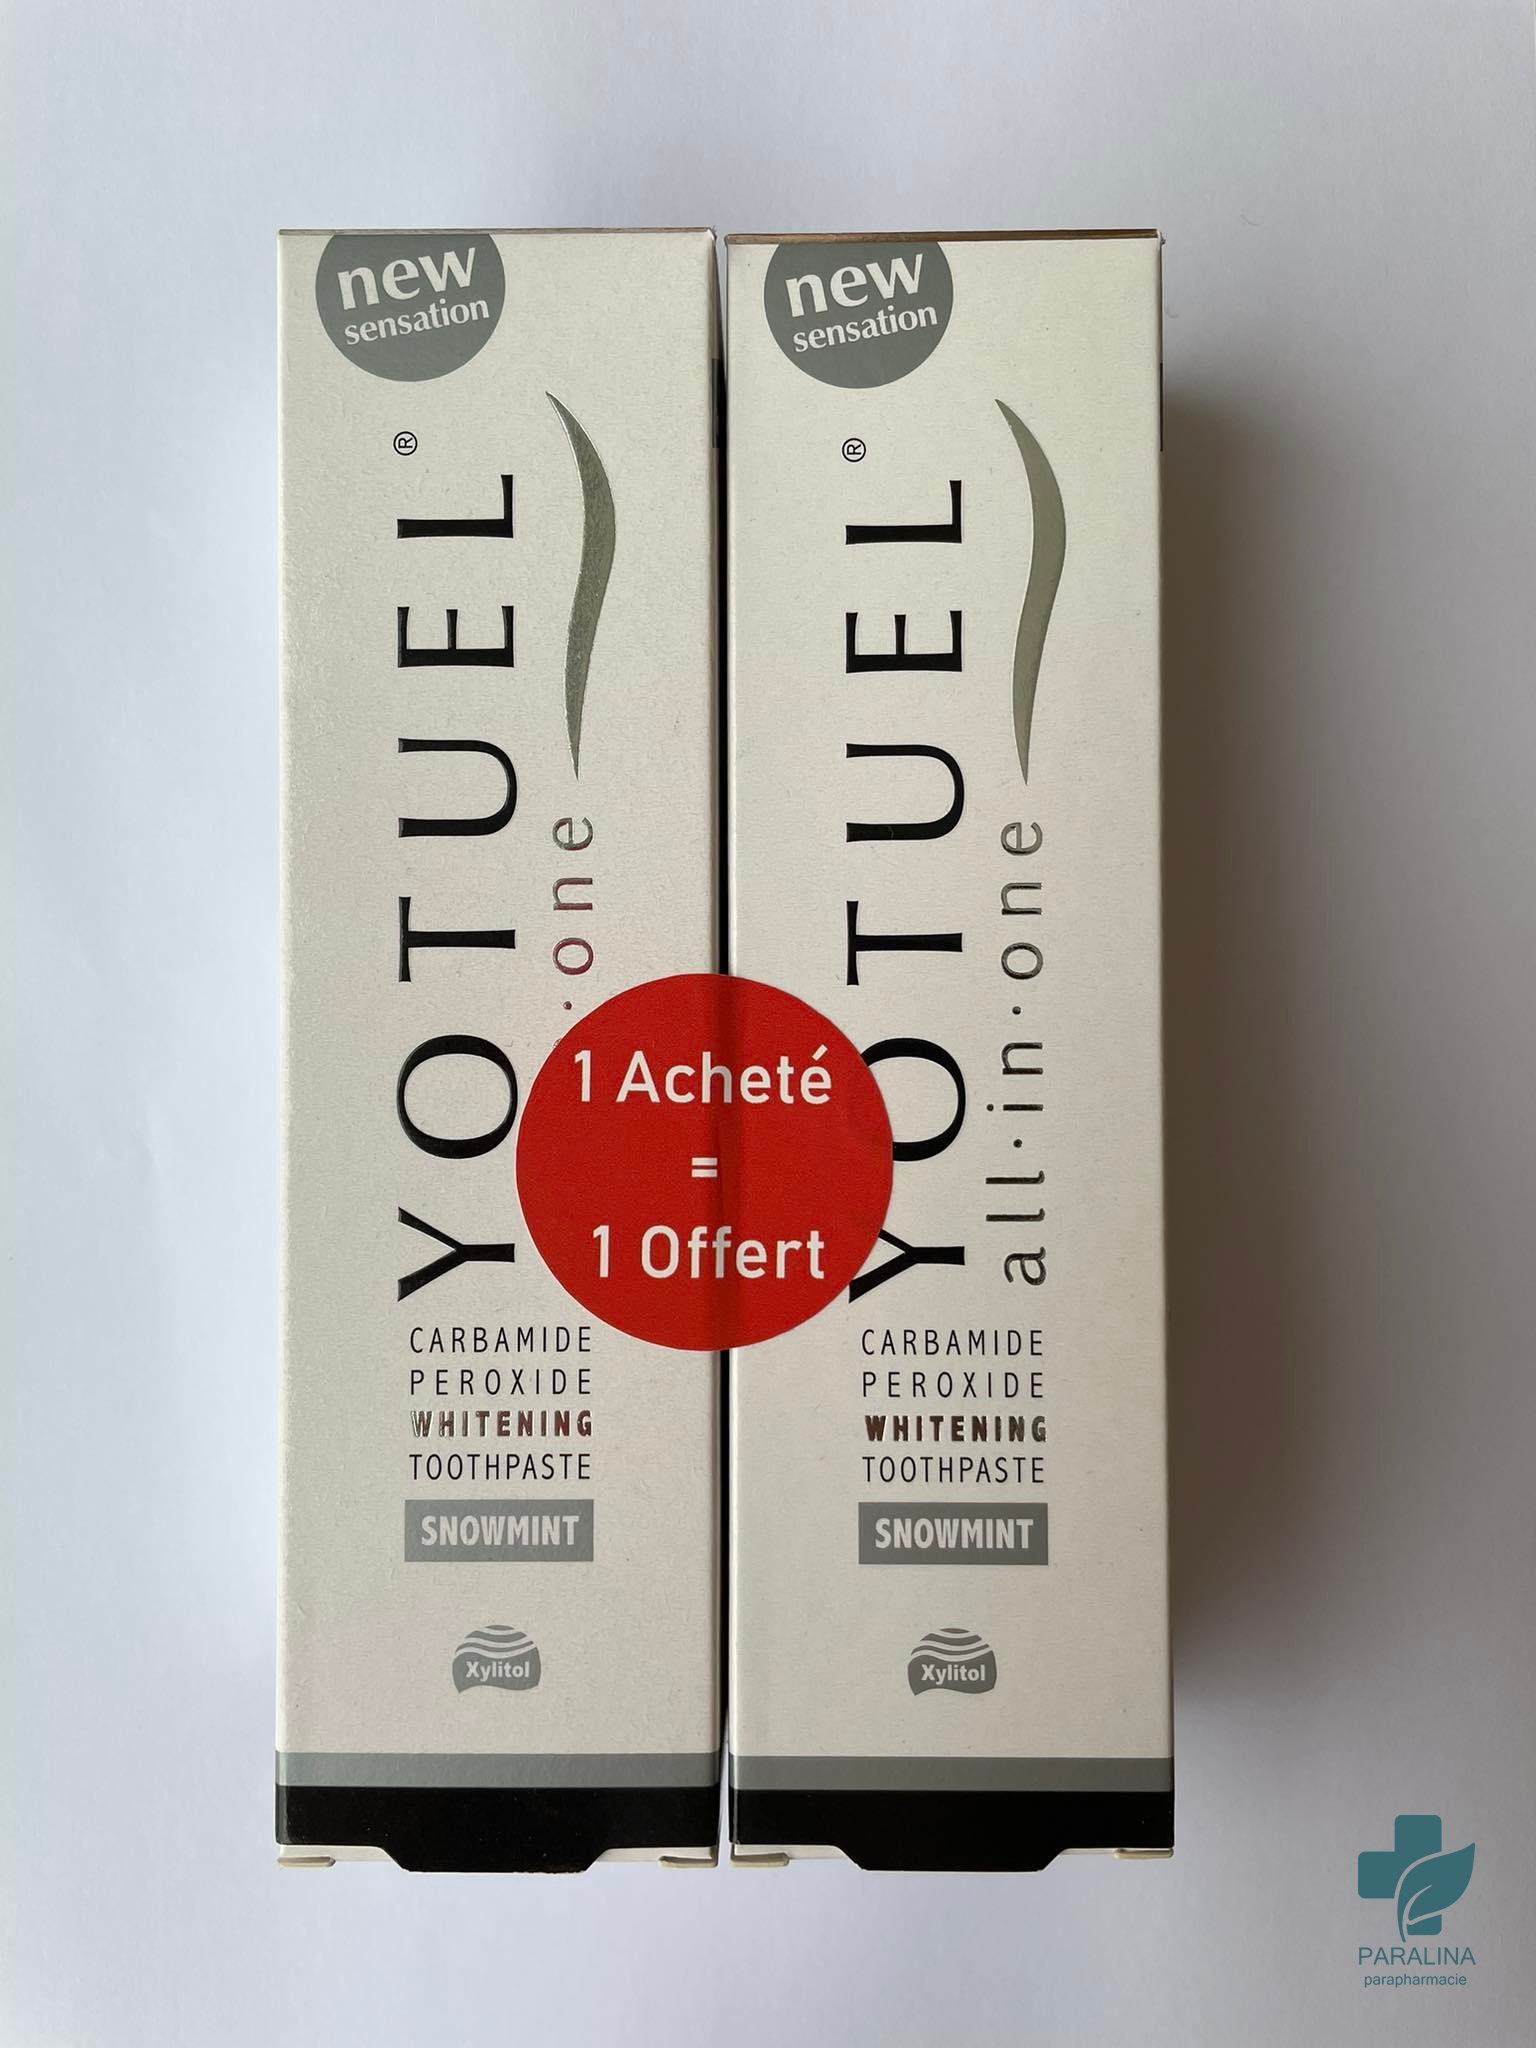 new
sensation
YOTUEL®
one
CARBAMIDE
PEROXIDE
WHITENING
TOOTHPASTE
SNOWMINT
Xylitol
new
sensation
YOTUEL®
all·in·one
CARBAMIDE
PEROXIDE
WHITENING
TOOTHPASTE
SNOWMINT
Xylitol
1 Acheté
=
1 Offert
PARALINA
parapharmacie